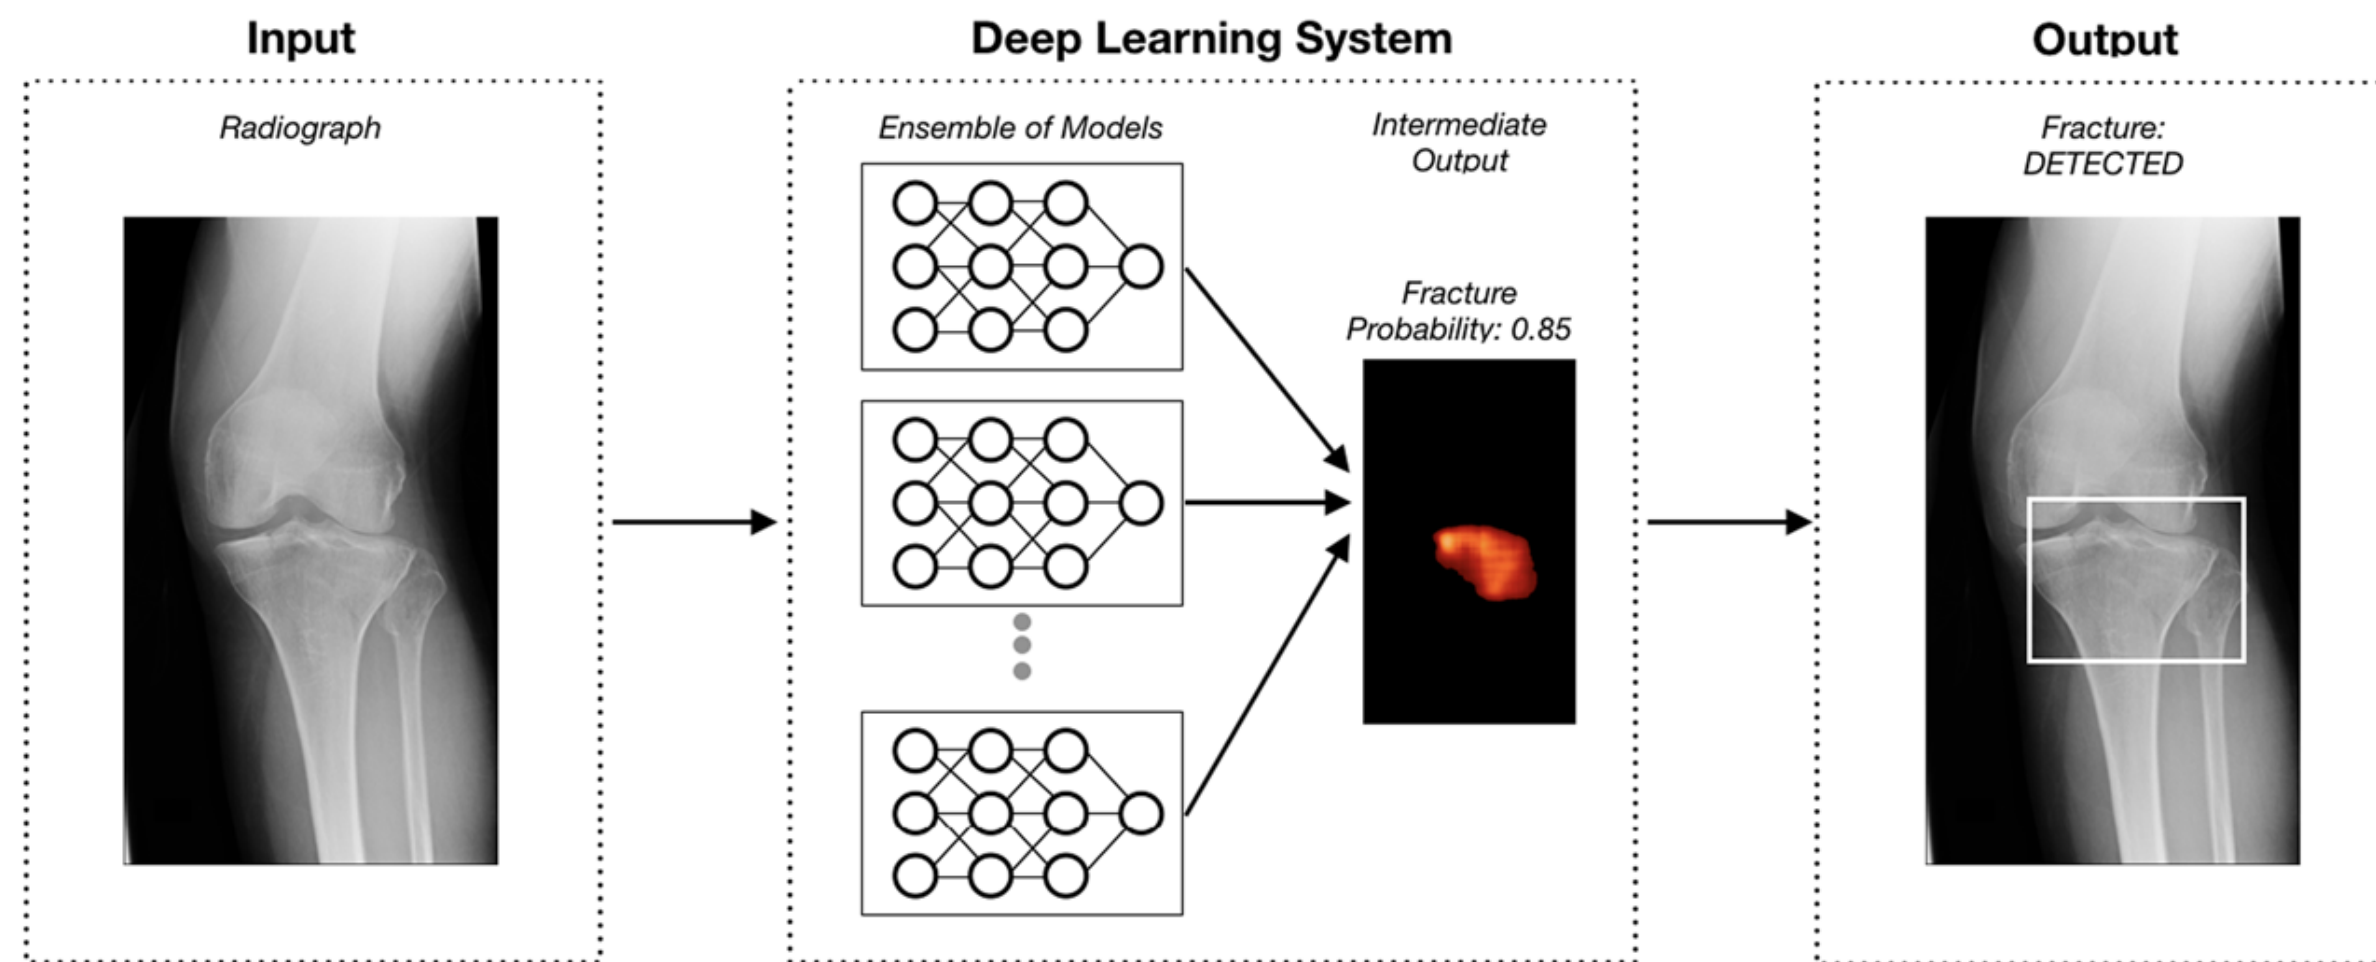 Input
Deep Learning System
Output
Radiograph
Ensemble of Models
Intermediate
Output
Fracture
Probability: 0.85
Fracture:
DETECTED